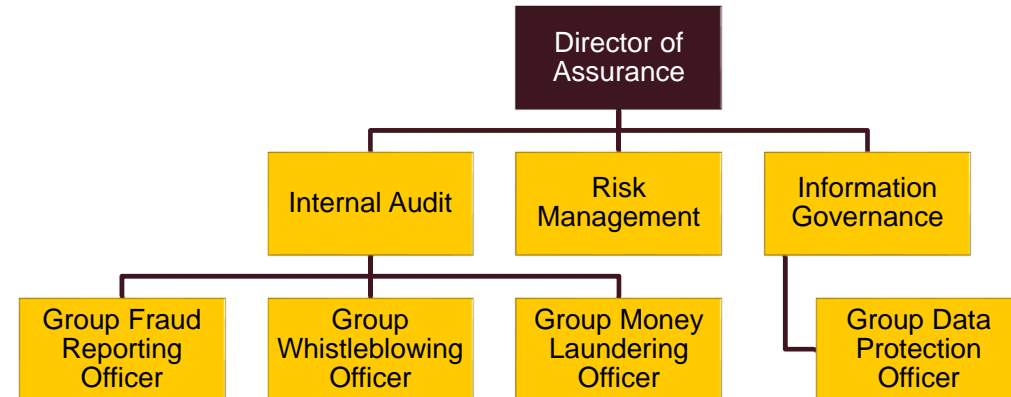 Director of
Assurance
Internal Audit
Risk
Management
Information
Governance
Group Fraud
Reporting
Officer
Group
Whistleblowing
Officer
Group Money
Laundering
Officer
Group Data
Protection
Officer